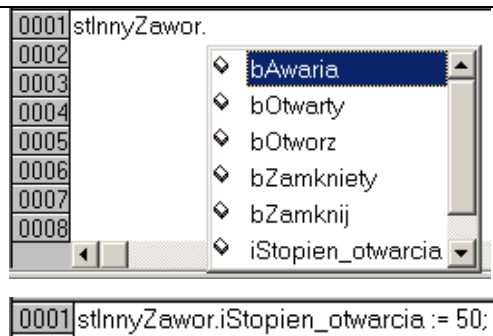 0001 stInnyZawor.
0002
bAwaria
0003
bOtwarty
0004
bOtworz
0005
0006
bZamkniety
0007
bZamknij
0008
iStopien_otwarcia
0001 stInnyZawor.iStopien_otwarcia := 50;